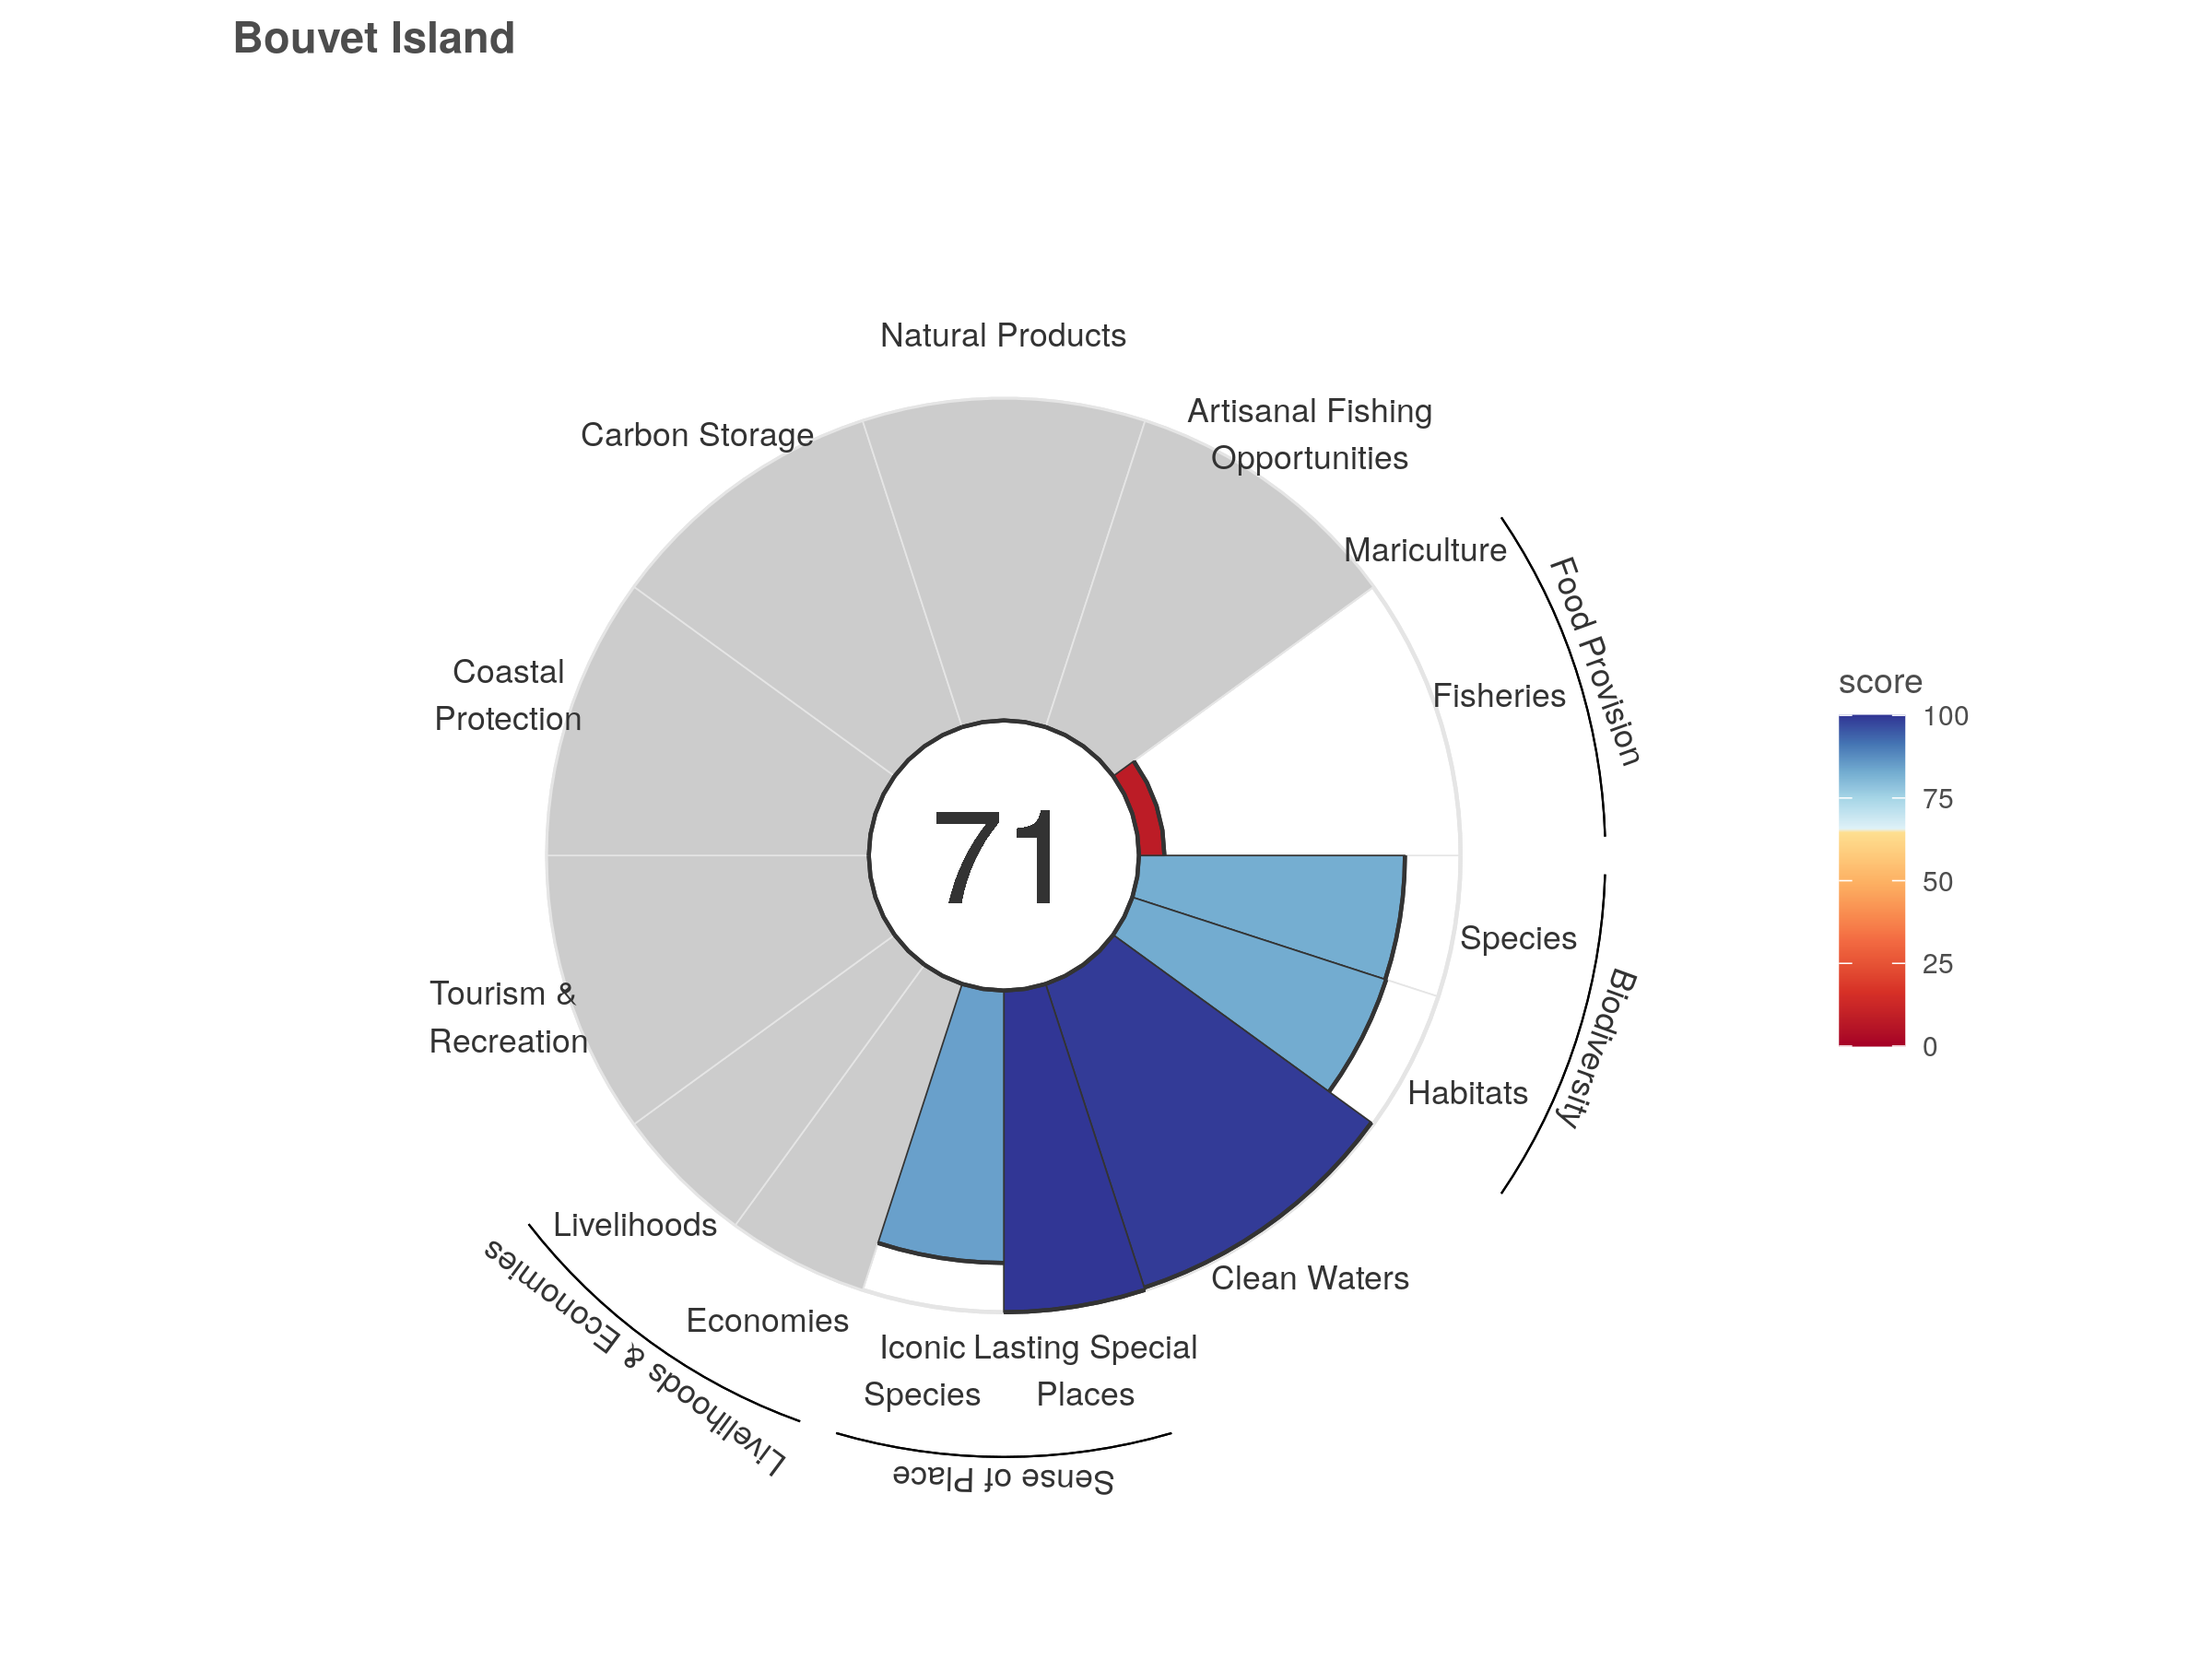 Bouvet Island
Natural Products
Artisanal Fishing
Opportunities
Carbon Storage
Mariculture
Food Provision
Coastal
Protection
Fisheries
score
100
75
50
25
0
71
Species
Biodiversity
Tourism &
Recreation
Habitats
Livelihoods
Livelihoods & Economies
Clean Waters
Economies
Iconic
Species
Lasting Special
Places
Sense of Place